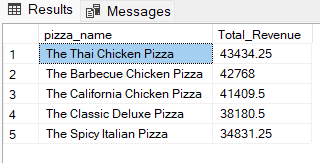 Results Messages
pizza_name Total_Revenue
1 The Thai Chicken Pizza 43434.25
2 The Barbecue Chicken Pizza 42768
3 The California Chicken Pizza 41409.5
4 The Classic Deluxe Pizza 38180.5
5 The Spicy Italian Pizza 34831.25